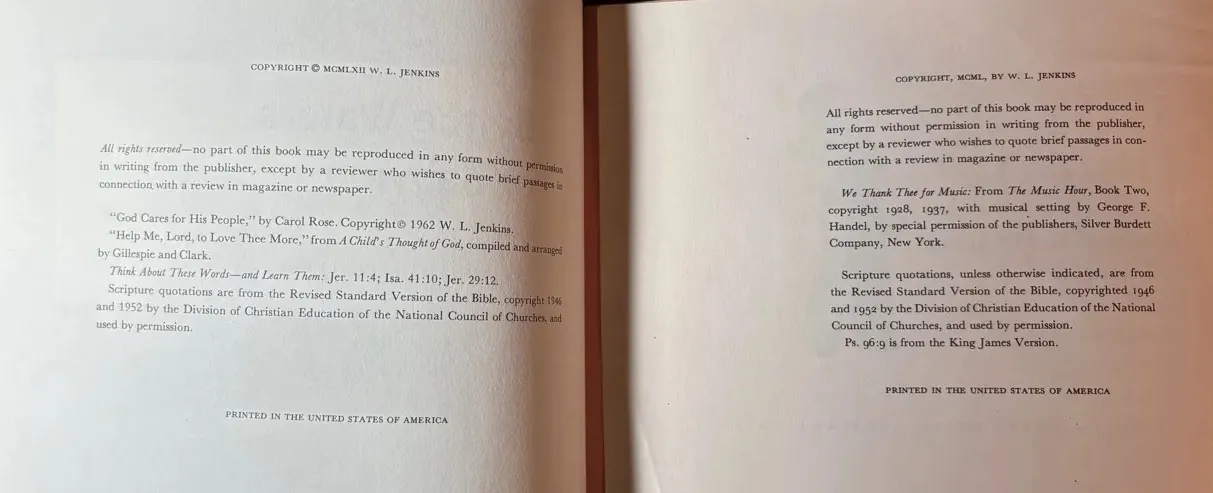 COPYRIGHT © MCMLXII W. L. JENKINS
All rights reserved—no part of this book may be reproduced in any form without permission
in writing from the publisher, except by a reviewer who wishes to quote brief passages in
connection with a review in magazine or newspaper.
“God Cares for His People,” by Carol Rose. Copyright © 1962 W. L. Jenkins.
“Help Me, Lord, to Love Thee More,” from A Child’s Thought of God, compiled and arranged
by Gillespie and Clark.
Think About These Words—and Learn Them: Jer. 11:4; Isa. 41:10; Jer. 29:12.
Scripture quotations are from the Revised Standard Version of the Bible, copyright 1946
and 1952 by the Division of Christian Education of the National Council of Churches, and
used by permission.
PRINTED IN THE UNITED STATES OF AMERICA
COPYRIGHT, MCML, BY W. L. JENKINS
All rights reserved—no part of this book may be reproduced in
any form without permission in writing from the publisher,
except by a reviewer who wishes to quote brief passages in con-
nection with a review in magazine or newspaper.
We Thank Thee for Music: From The Music Hour, Book Two,
copyright 1928, 1937, with musical setting by George F.
Handel, by special permission of the publishers, Silver Burdett
Company, New York.
Scripture quotations, unless otherwise indicated, are from
the Revised Standard Version of the Bible, copyrighted 1946
and 1952 by the Division of Christian Education of the National
Council of Churches, and used by permission.
Ps. 96:9 is from the King James Version.
PRINTED IN THE UNITED STATES OF AMERICA